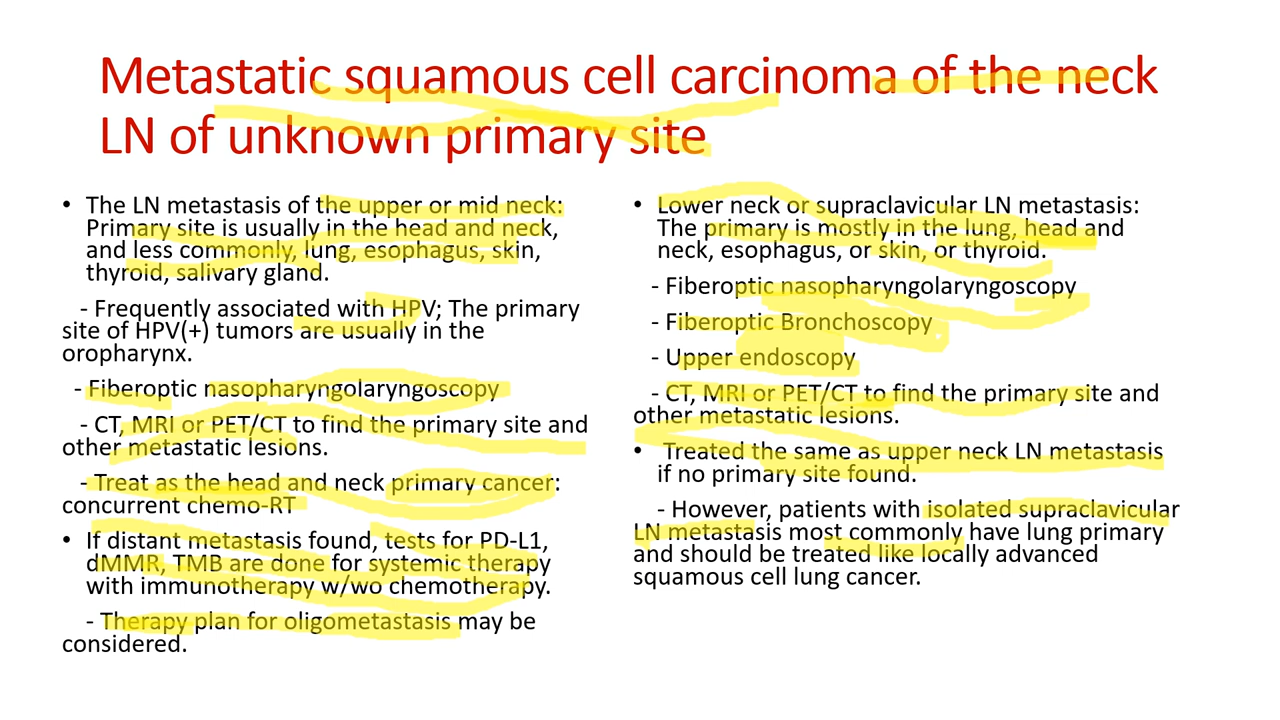 Metastatic squamous cell carcinoma of the neck
LN of unknown primary site
• The LN metastasis of the upper or mid neck:
Primary site is usually in the head and neck,
and less commonly, lung, esophagus, skin,
thyroid, salivary gland.
- Frequently associated with HPV; The primary
site of HPV(+) tumors are usually in the
oropharynx.
- Fiberoptic nasopharyngolaryngoscopy
- CT, MRI or PET/CT to find the primary site and
other metastatic lesions.
- Treat as the head and neck primary cancer:
concurrent chemo-RT
• If distant metastasis found, tests for PD-L1,
dMMR, TMB are done for systemic therapy
with immunotherapy w/wo chemotherapy.
- Therapy plan for oligometastasis may be
considered.
• Lower neck or supraclavicular LN metastasis:
The primary is mostly in the lung, head and
neck, esophagus, or skin, or thyroid.
- Fiberoptic nasopharyngolaryngoscopy
- Fiberoptic Bronchoscopy
- Upper endoscopy
- CT, MRI or PET/CT to find the primary site and
other metastatic lesions.
• Treated the same as upper neck LN metastasis
if no primary site found.
- However, patients with isolated supraclavicular
LN metastasis most commonly have lung primary
and should be treated like locally advanced
squamous cell lung cancer.